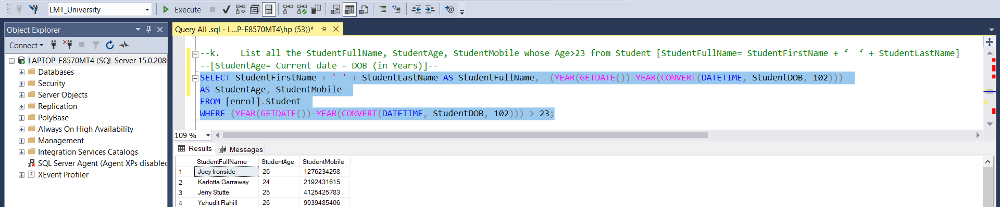 LMT_University
Execute
Object Explorer
Connect
LAPTOP-E8570MT4 (SQL Server 15.0.208
Databases
Security
Server Objects
Replication
PolyBase
Always On High Availability
Management
Integration Services Catalogs
SQL Server Agent (Agent XPs disabled
XEvent Profiler
Query All .sql - L...P-E8570MT4\hp (53))*
--k.    List all the StudentFullName, StudentAge, StudentMobile whose Age>23 from Student [StudentFullName= StudentFirstName + ‘  ‘ + StudentLastName]
--[StudentAge= Current date – DOB (in Years)]--
SELECT StudentFirstName + ' ' + StudentLastName AS StudentFullName,  (YEAR(GETDATE())-YEAR(CONVERT(DATETIME, StudentDOB, 102)))
AS StudentAge, StudentMobile
FROM [enrol].Student
WHERE (YEAR(GETDATE())-YEAR(CONVERT(DATETIME, StudentDOB, 102))) > 23;
109 %
Results Messages
StudentFullName StudentAge StudentMobile
1 Joey Ironside 26 1276234258
2 Karlotta Garraway 24 2192431615
3 Jerry Stutte 25 4125425783
4 Yehudit Rahill 26 9939485406